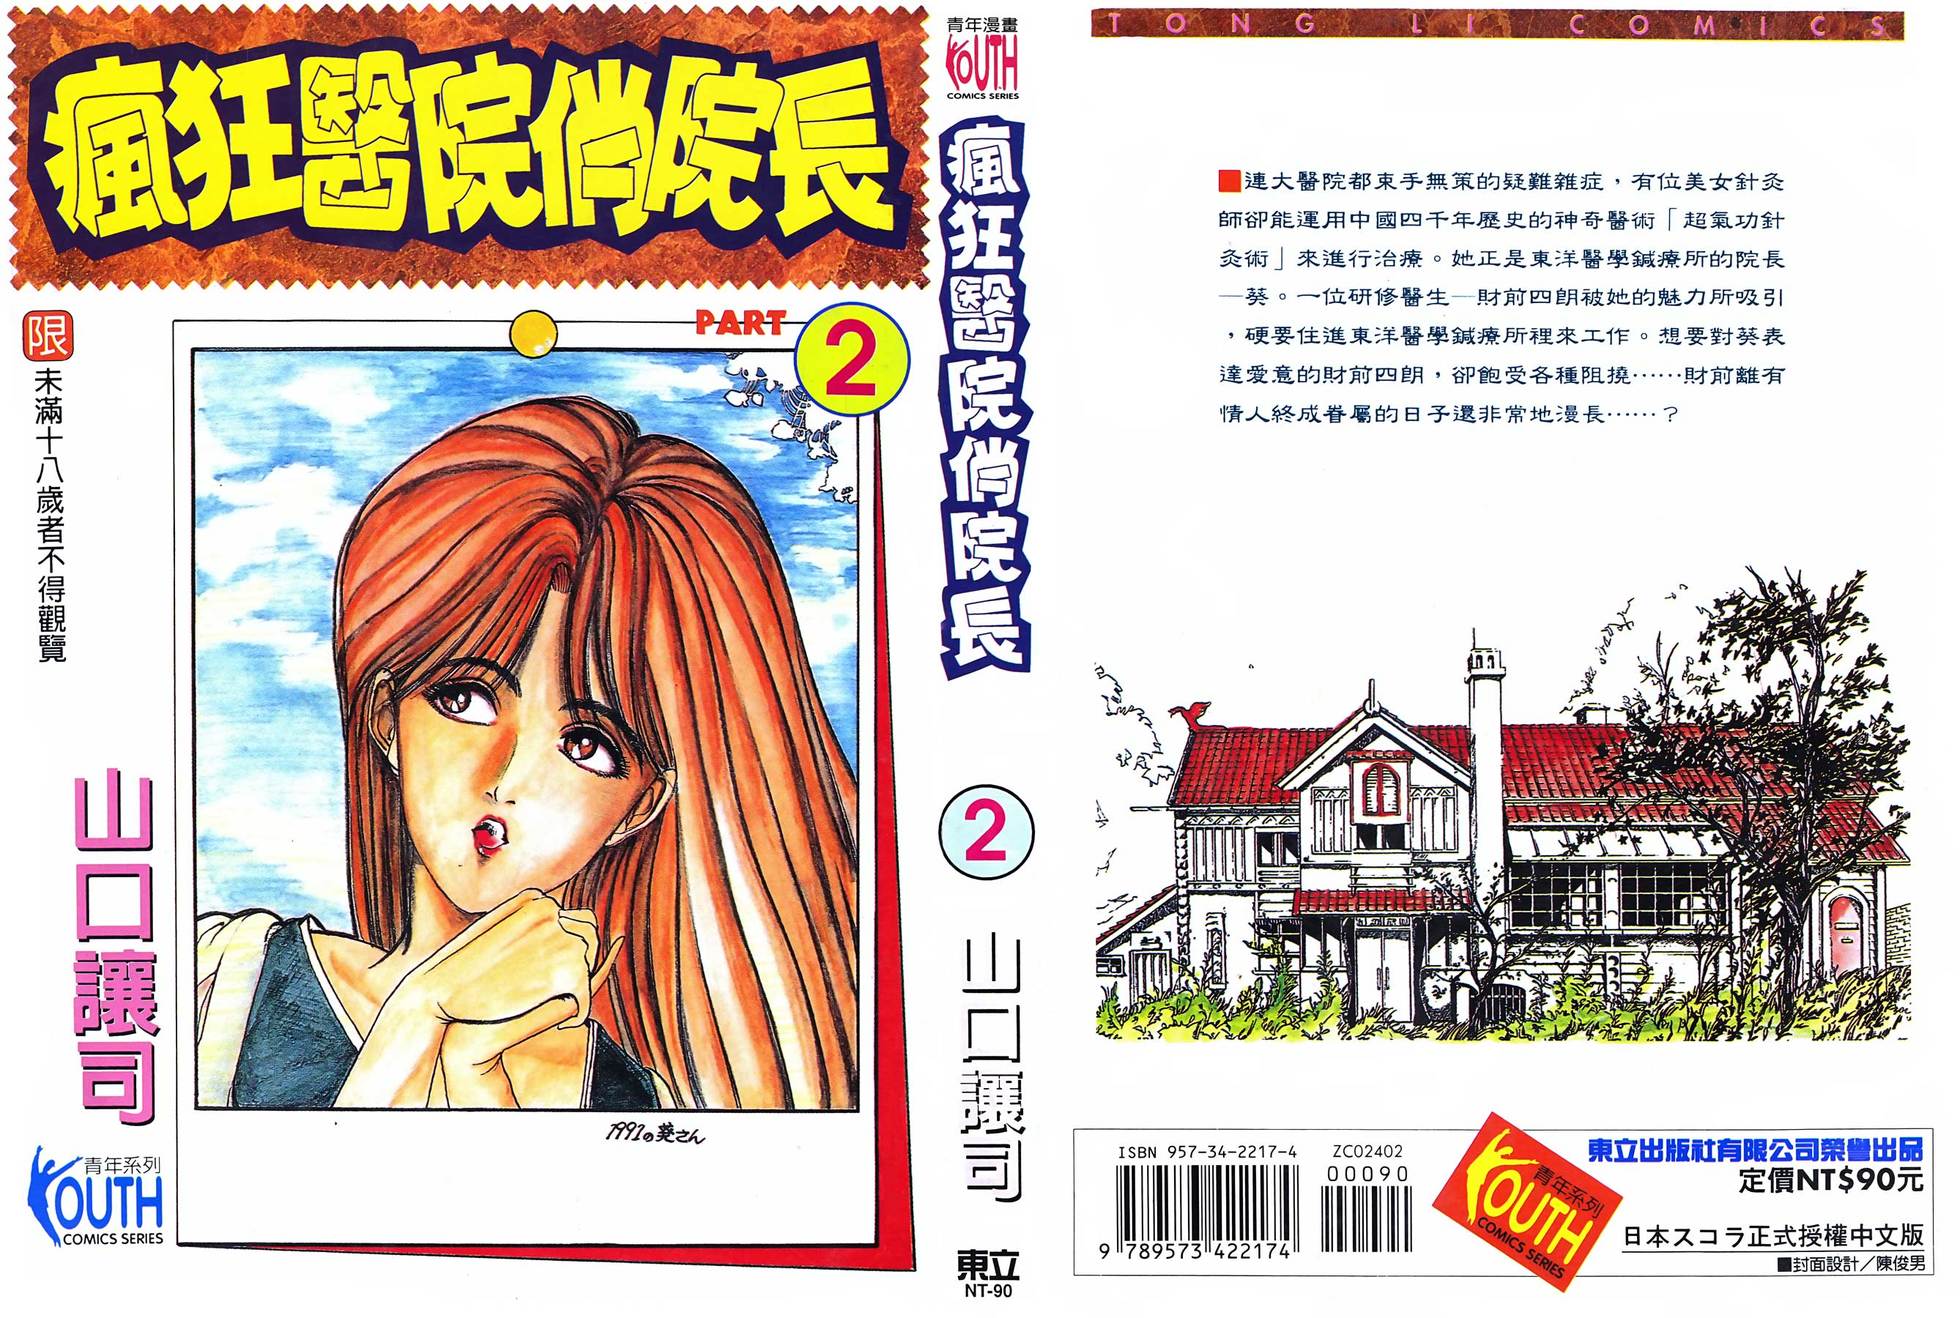 瘋狂醫院俏院長
PART 2
限
未滿十八歲者不得觀覽
山口讓司
1991の葵さん
青年系列
YOUTH
COMICS SERIES
青年漫畫
YOUTH
COMICS SERIES
瘋狂醫院俏院長
2
山口讓司
東立
NT-90
TONG LI COMICS
■連大醫院都束手無策的疑難雜症，有位美女針灸
師卻能運用中國四千年歷史的神奇醫術「超氣功針
灸術」來進行治療。她正是東洋醫學鍼療所的院長
—葵。一位研修醫生—財前四朗被她的魅力所吸引
，硬要住進東洋醫學鍼療所裡來工作。想要對葵表
達愛意的財前四朗，卻飽受各種阻撓……財前離有
情人終成眷屬的日子還非常地漫長……？
ISBN 957-34-2217-4
9 789573 422174
ZC02402
00090
青年系列
YOUTH
COMICS SERIES
東立出版社有限公司榮譽出品
定價NT$90元
日本スコラ正式授權中文版
■封面設計／陳俊男